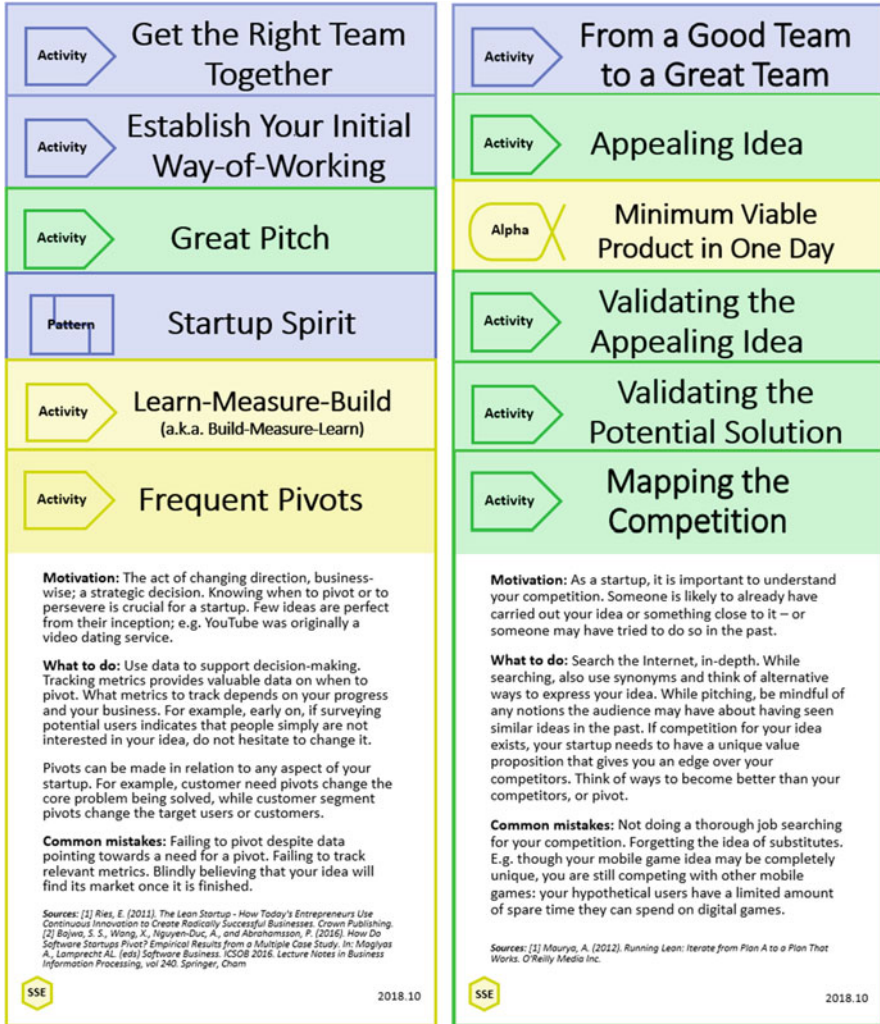 Activity
Get the Right Team
Together
Activity
Establish Your Initial
Way-of-Working
Activity
Great Pitch
Pattern
Startup Spirit
Activity
Learn-Measure-Build
(a.k.a. Build-Measure-Learn)
Activity
Frequent Pivots
Motivation: The act of changing direction, business-
wise; a strategic decision. Knowing when to pivot or to
persevere is crucial for a startup. Few ideas are perfect
from their inception; e.g. YouTube was originally a
video dating service.
What to do: Use data to support decision-making.
Tracking metrics provides valuable data on when to
pivot. What metrics to track depends on your progress
and your business. For example, early on, if surveying
potential users indicates that people simply are not
interested in your idea, do not hesitate to change it.
Pivots can be made in relation to any aspect of your
startup. For example, customer need pivots change the
core problem being solved, while customer segment
pivots change the target users or customers.
Common mistakes: Failing to pivot despite data
pointing towards a need for a pivot. Failing to track
relevant metrics. Blindly believing that your idea will
find its market once it is finished.
Sources: [1] Ries, E. (2011). The Lean Startup - How Today's Entrepreneurs Use
Continuous Innovation to Create Radically Successful Businesses. Crown Publishing.
[2] Bajwa, S. S., Wang, X., Nguyen-Duc, A., and Abrahamsson, P. (2016). How Do
Software Startups Pivot? Empirical Results from a Multiple Case Study. In: Maglyas
A., Lamprecht AL. (eds) Software Business. ICSOB 2016. Lecture Notes in Business
Information Processing, vol 240. Springer, Cham
SSE
2018.10
Activity
From a Good Team
to a Great Team
Activity
Appealing Idea
Alpha
Minimum Viable
Product in One Day
Activity
Validating the
Appealing Idea
Activity
Validating the
Potential Solution
Activity
Mapping the
Competition
Motivation: As a startup, it is important to understand
your competition. Someone is likely to already have
carried out your idea or something close to it – or
someone may have tried to do so in the past.
What to do: Search the Internet, in-depth. While
searching, also use synonyms and think of alternative
ways to express your idea. While pitching, be mindful of
any notions the audience may have about having seen
similar ideas in the past. If competition for your idea
exists, your startup needs to have a unique value
proposition that gives you an edge over your
competitors. Think of ways to become better than your
competitors, or pivot.
Common mistakes: Not doing a thorough job searching
for your competition. Forgetting the idea of substitutes.
E.g. though your mobile game idea may be completely
unique, you are still competing with other mobile
games: your hypothetical users have a limited amount
of spare time they can spend on digital games.
Sources: [1] Maurya, A. (2012). Running Lean: Iterate from Plan A to a Plan That
Works. O'Reilly Media Inc.
SSE
2018.10